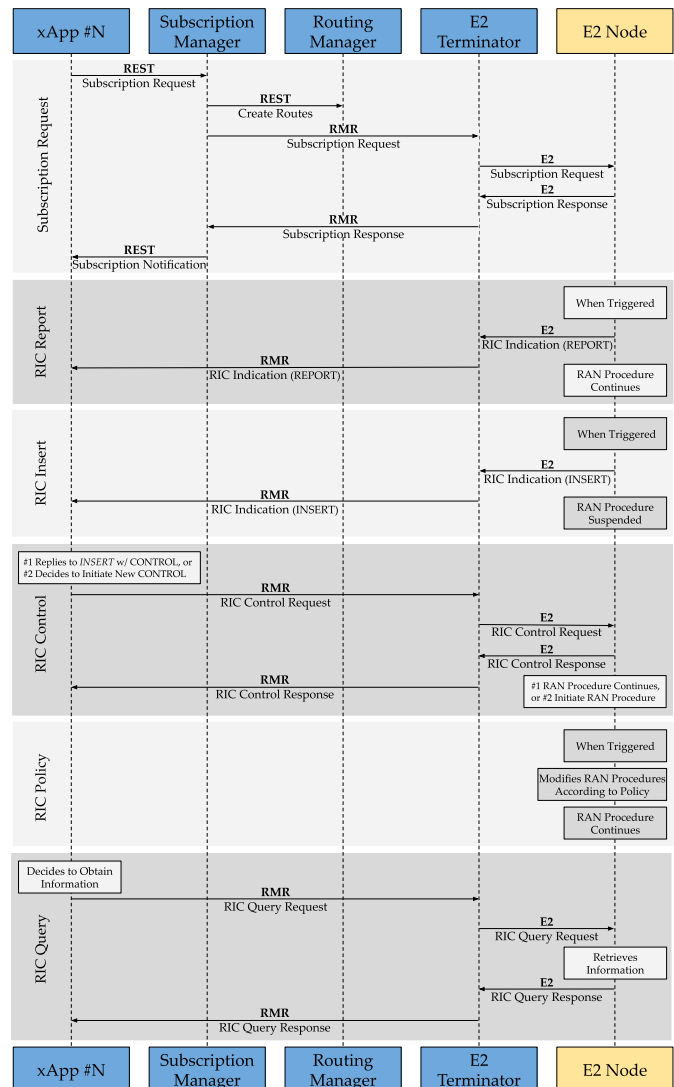 xApp #N
Subscription
Manager
Routing
Manager
E2
Terminator
E2 Node
Subscription Request
REST
Subscription Request
REST
Create Routes
RMR
Subscription Request
E2
Subscription Request
E2
Subscription Response
RMR
Subscription Response
REST
Subscription Notification
RIC Report
When Triggered
E2
RIC Indication (REPORT)
RMR
RIC Indication (REPORT)
RAN Procedure
Continues
RIC Insert
When Triggered
E2
RIC Indication (INSERT)
RMR
RIC Indication (INSERT)
RAN Procedure
Suspended
RIC Control
#1 Replies to INSERT w/ CONTROL, or
#2 Decides to Initiate New CONTROL
RMR
RIC Control Request
E2
RIC Control Request
E2
RIC Control Response
RMR
RIC Control Response
#1 RAN Procedure Continues,
or #2 Initiate RAN Procedure
RIC Policy
When Triggered
Modifies RAN Procedures
According to Policy
RAN Procedure
Continues
RIC Query
Decides to Obtain
Information
RMR
RIC Query Request
E2
RIC Query Request
Retrieves
Information
E2
RIC Query Response
RMR
RIC Query Response
xApp #N
Subscription
Manager
Routing
Manager
E2
Terminator
E2 Node